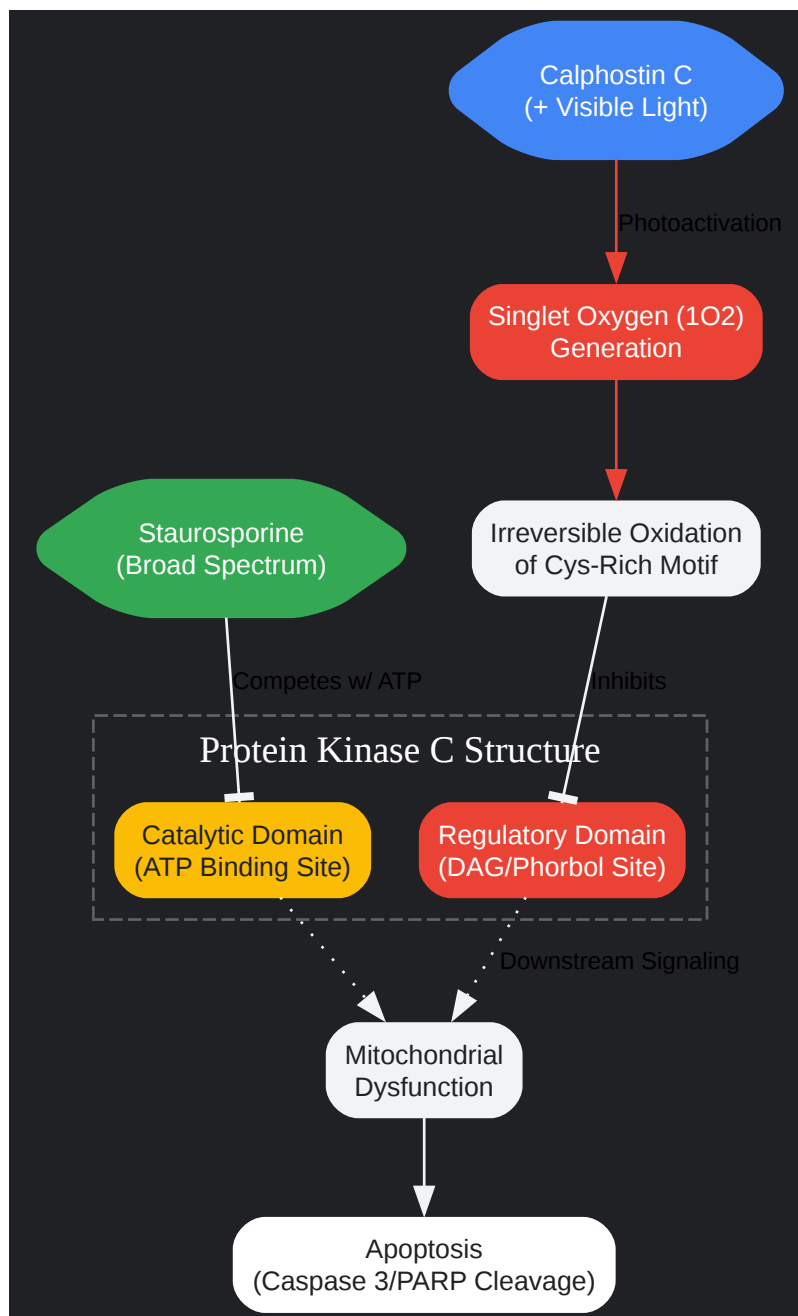 Calphostin C
(+ Visible Light)
Photoactivation
Singlet Oxygen (1O2)
Generation
Staurosporine
(Broad Spectrum)
Irreversible Oxidation
of Cys-Rich Motif
Competes w/ ATP
Inhibits
Protein Kinase C Structure
Catalytic Domain
(ATP Binding Site)
Regulatory Domain
(DAG/Phorbol Site)
Downstream Signaling
Mitochondrial
Dysfunction
Apoptosis
(Caspase 3/PARP Cleavage)